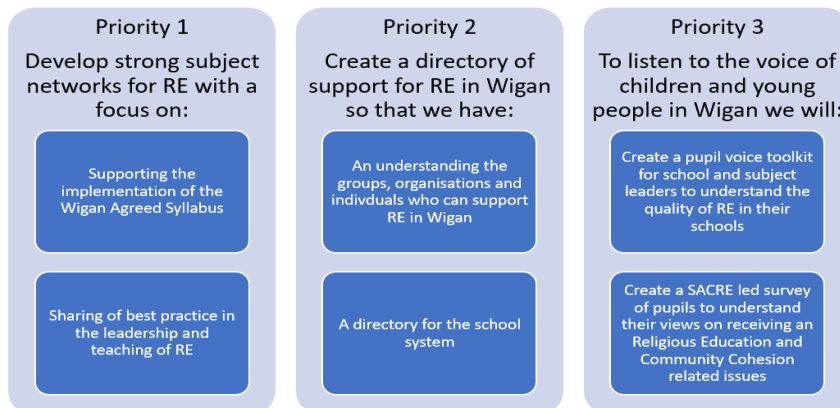 Priority 1
Develop strong subject
networks for RE with a
focus on:
Supporting the
implementation of the
Wigan Agreed Syllabus
Sharing of best practice in
the leadership and
teaching of RE
Priority 2
Create a directory of
support for RE in Wigan
so that we have:
An understanding the
groups, organisations and
indivduals who can support
RE in Wigan
A directory for the school
system
Priority 3
To listen to the voice of
children and young
people in Wigan we will:
Create a pupil voice toolkit
for school and subject
leaders to understand the
quality of RE in their
schools
Create a SACRE led survey
of pupils to understand
their views on receiving an
Religious Education and
Community Cohesion
related issues